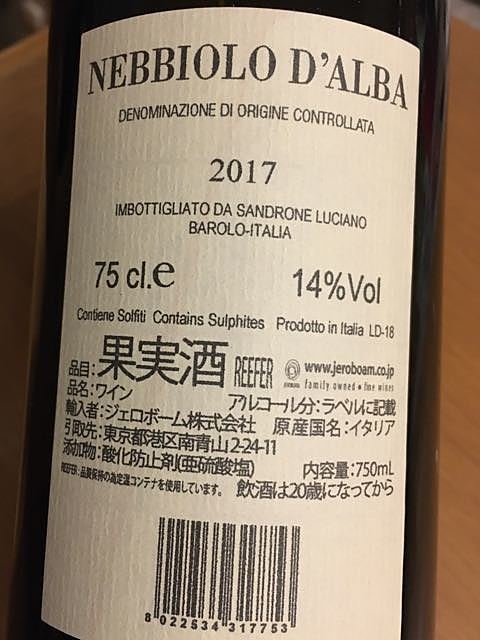 NEBBIOLO D'ALBA
DENOMINAZIONE DI ORIGINE CONTROLLATA
2017
IMBOTTIGLIATO DA SANDRONE LUCIANO
BAROLO-ITALIA
75 cl.e 14%Vol
Contiene Solfiti Contains Sulphites Prodotto in Italia LD-18
品目:果実酒 REEFER www.jeroboam.co.jp
family owned • fine wines
品名:ワイン アルコール分:ラベルに記載
輸入者:ジェロボーム株式会社 原産国名:イタリア
引取先:東京都港区南青山2-24-11
添加物:酸化防止剤(亜硫酸塩) 内容量:750mL
REEFER:品質保持の為定温コンテナを使用しています。 飲酒は20歳になってから
8 022534 317753